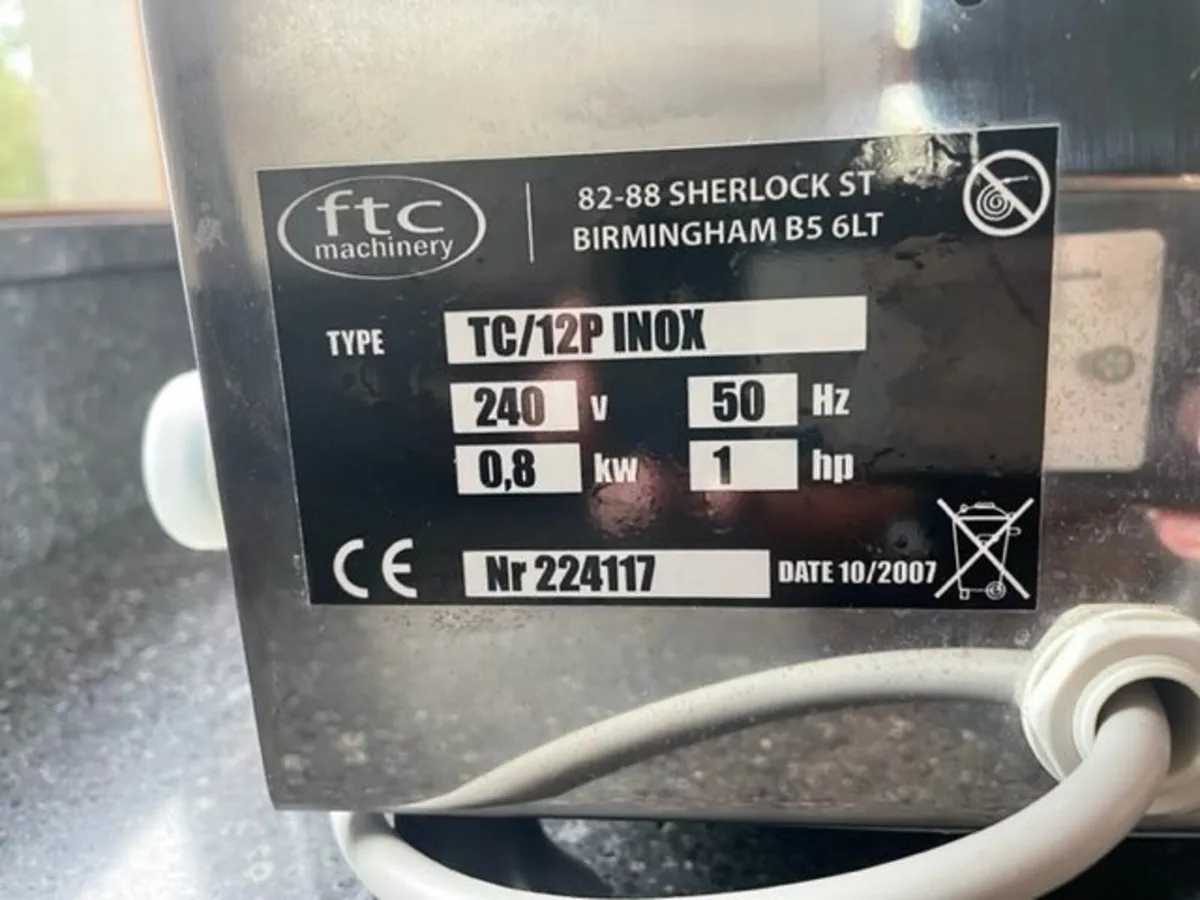 ftc
machinery
82-88 SHERLOCK ST
BIRMINGHAM B5 6LT
TYPE TC/12P INOX
240 v 50 Hz
0,8 kw 1 hp
CE Nr 224117 DATE 10/2007